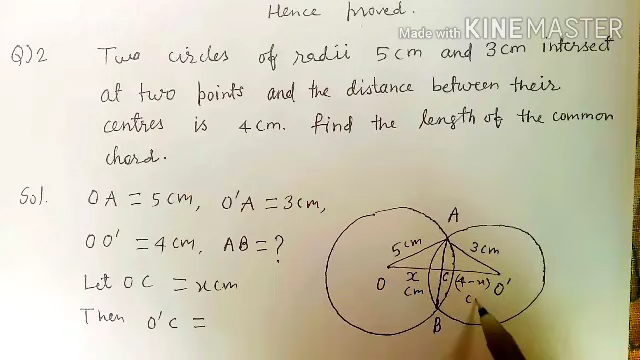 Hence proved.
Made with KINEMASTER
Q)2 Two circles of radii 5cm and 3cm intersect
at two points and the distance between their
centres is 4cm. find the length of the common
chord.
Sol. OA = 5cm, O'A = 3cm,
OO' = 4cm, AB = ?
Let OC = x cm
Then O'C =
A
5cm
3cm
O
x
cm
C
(4-x)
c
O'
B